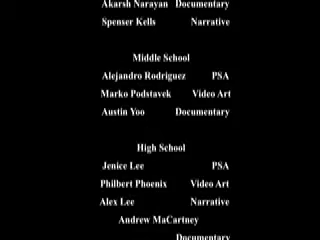 Akarsh Narayan Documentary
Spenser Kells Narrative
Middle School
Alejandro Rodriguez PSA
Marko Podstavek Video Art
Austin Yoo Documentary
High School
Jenice Lee PSA
Philbert Phoenix Video Art
Alex Lee Narrative
Andrew MaCartney
Documentary